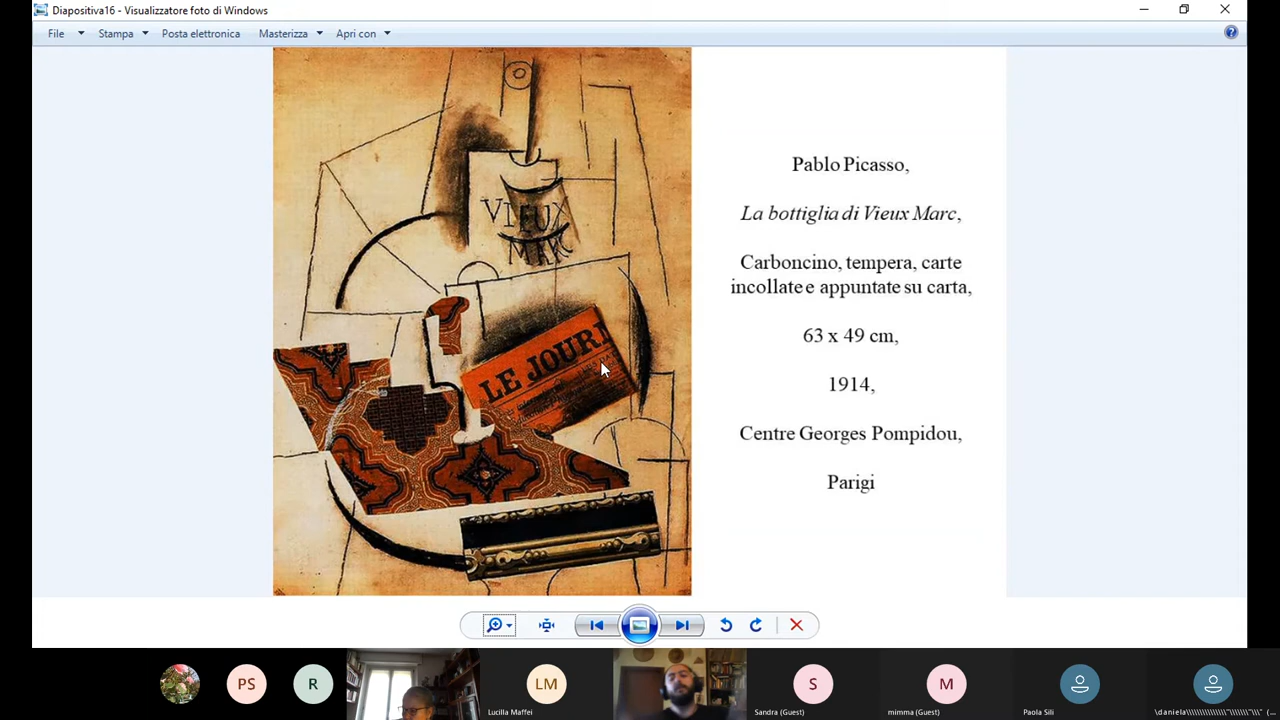 Diapositiva16 - Visualizzatore foto di Windows
File Stampa Posta elettronica Masterizza Apri con
VIEUX
MARC
LE JOUR
Pablo Picasso,
La bottiglia di Vieux Marc,
Carboncino, tempera, carte
incollate e appuntate su carta,
63 x 49 cm,
1914,
Centre Georges Pompidou,
Parigi
PS R LM S M
Lucilla Maffei Sandra (Guest) mimma (Guest) Paola Sili